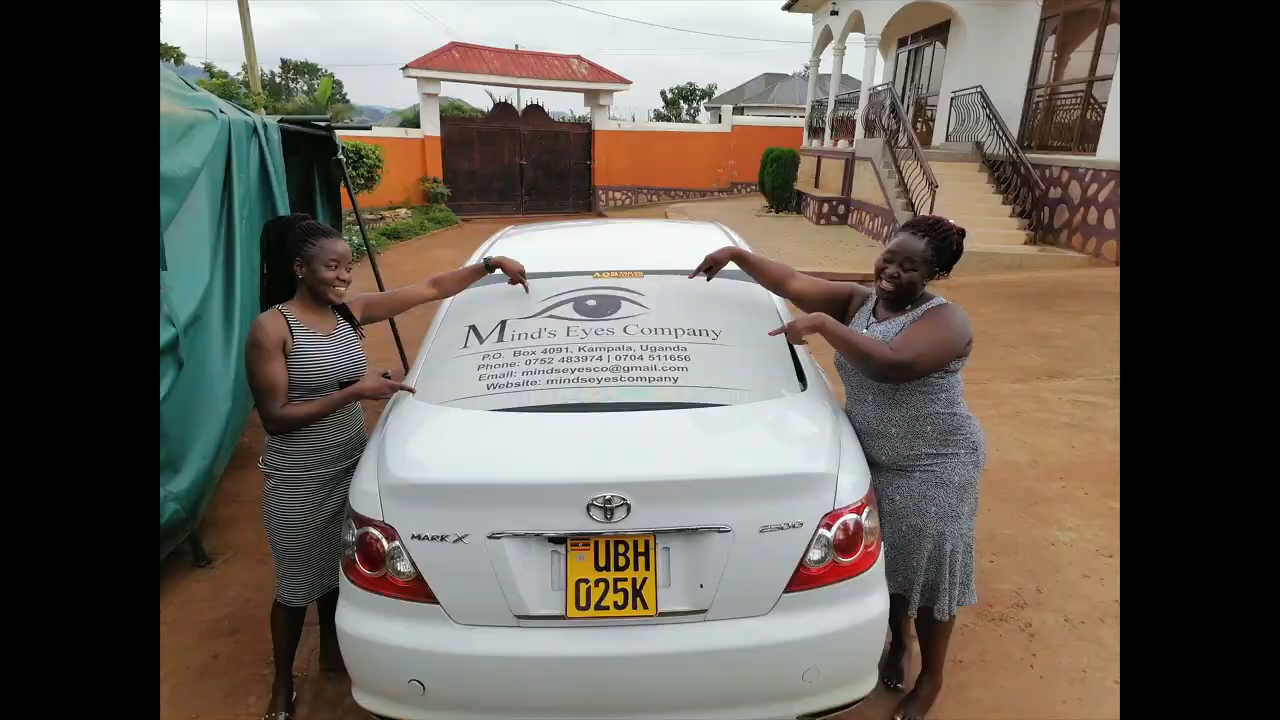 Mind's Eyes Company
P.O. Box 4091, Kampala, Uganda
Phone: 0752 483974 | 0704 511656
Email: mindseyesco@gmail.com
Website: mindseyescompany
MARK X
250G
UBH
025K